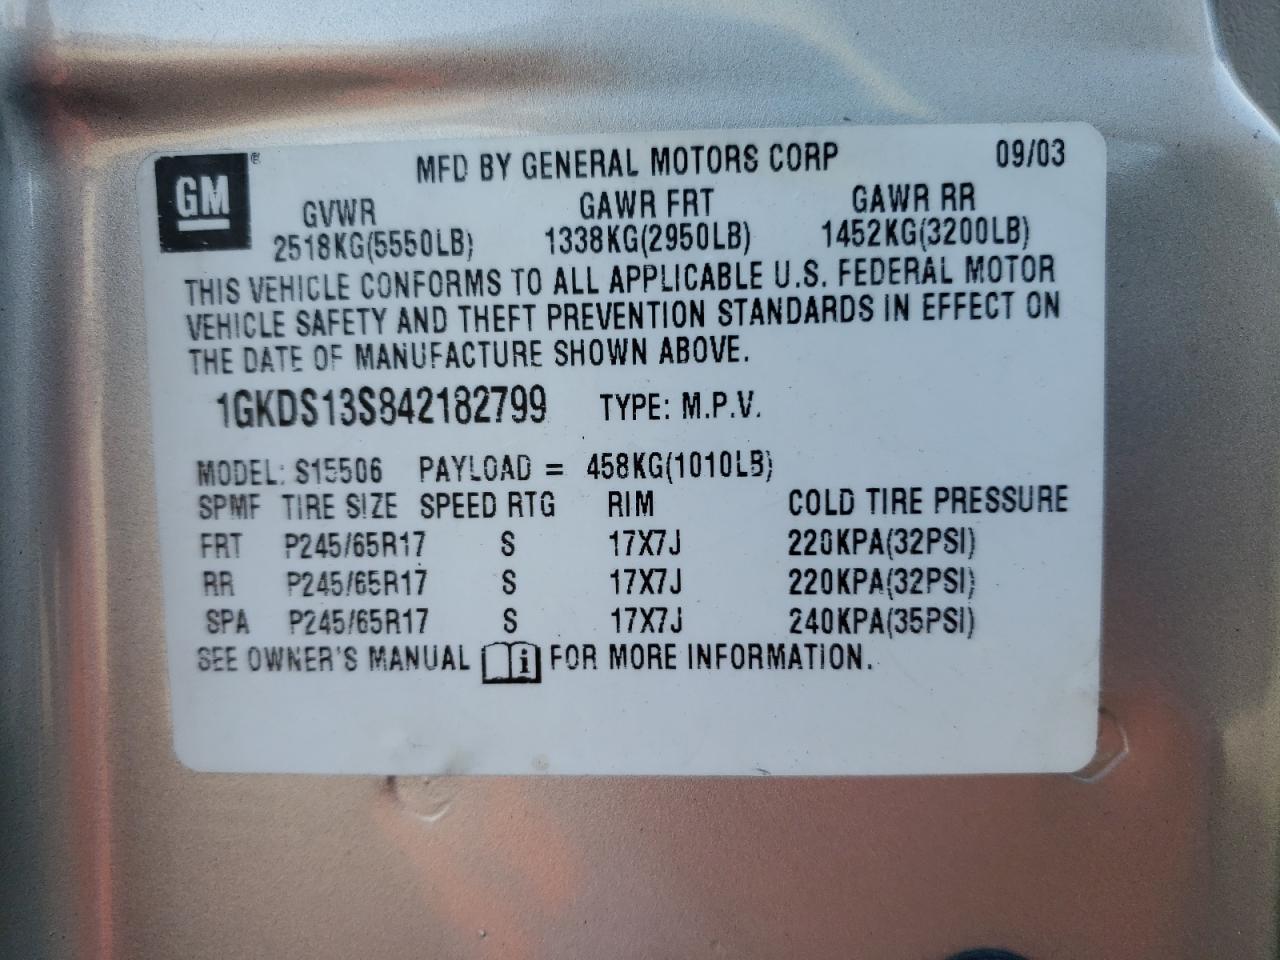 GM® MFD BY GENERAL MOTORS CORP 09/03
GVWR GAWR FRT GAWR RR
2518KG(5550LB) 1338KG(2950LB) 1452KG(3200LB)
THIS VEHICLE CONFORMS TO ALL APPLICABLE U.S. FEDERAL MOTOR
VEHICLE SAFETY AND THEFT PREVENTION STANDARDS IN EFFECT ON
THE DATE OF MANUFACTURE SHOWN ABOVE.
1GKDS13S842182799 TYPE: M.P.V.
MODEL: S15506 PAYLOAD = 458KG(1010LB)
SPMF TIRE SIZE SPEED RTG RIM COLD TIRE PRESSURE
FRT P245/65R17 S 17X7J 220KPA(32PSI)
RR P245/65R17 S 17X7J 220KPA(32PSI)
SPA P245/65R17 S 17X7J 240KPA(35PSI)
SEE OWNER'S MANUAL i FOR MORE INFORMATION.